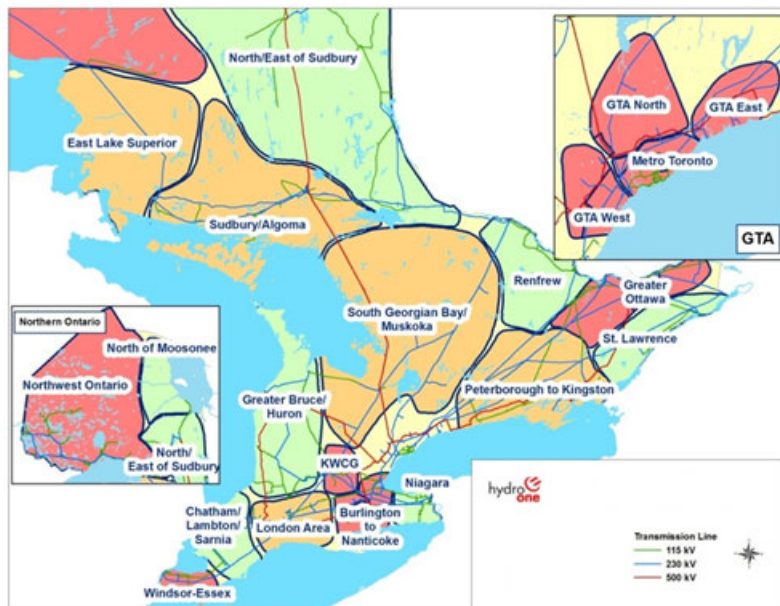 North/East of Sudbury
East Lake Superior
Sudbury/Algoma
GTA North
GTA East
Metro Toronto
GTA West
GTA
Renfrew
Greater
Ottawa
South Georgian Bay/
Muskoka
St. Lawrence
Northern Ontario
North of Moosonee
Northwest Ontario
North/
East of Sudbury
Peterborough to Kingston
Greater Bruce/
Huron
KWCG
Niagara
Chatham/
Lambton/
Sarnia
London Area
Burlington
to
Nanticoke
Windsor-Essex
hydro
one
Transmission Line
115 kV
230 kV
500 kV